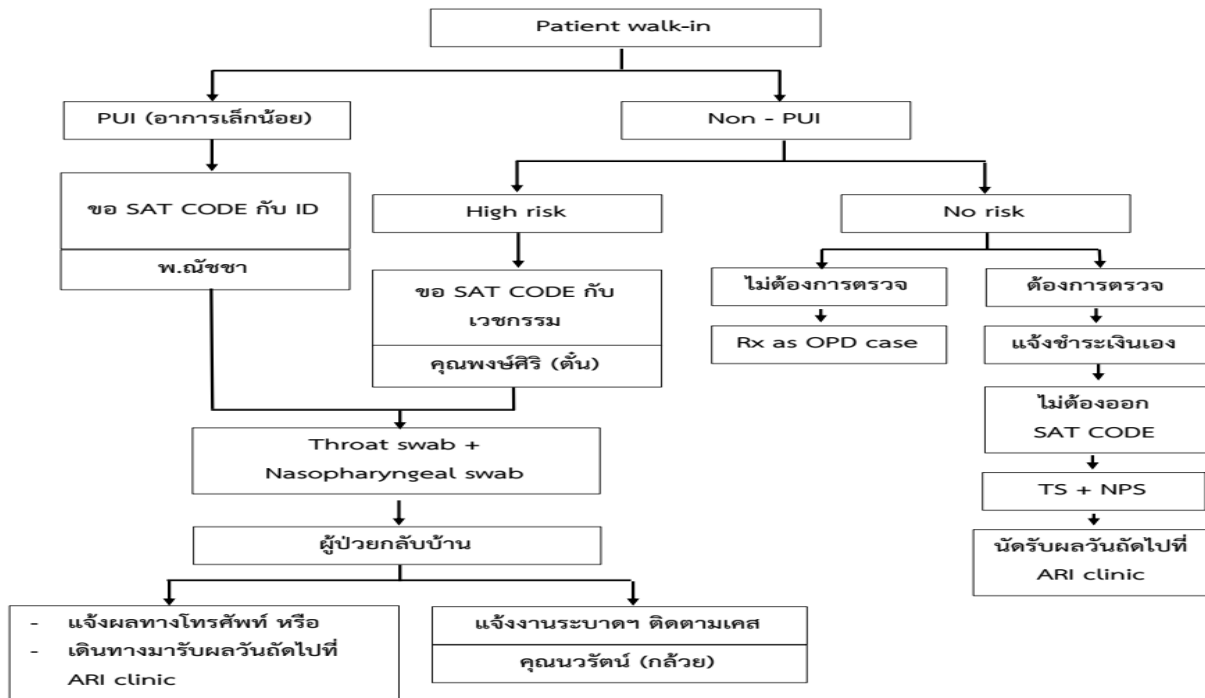 Patient walk-in
PUI (อาการเล็กน้อย)
Non - PUI
ขอ SAT CODE กับ ID
พ.ณัชชา
High risk
No risk
ขอ SAT CODE กับ
เวชกรรม
คุณพงษ์ศิริ (ตั๋น)
ไม่ต้องการตรวจ
Rx as OPD case
ต้องการตรวจ
แจ้งชำระเงินเอง
ไม่ต้องออก
SAT CODE
TS + NPS
นัดรับผลวันถัดไปที่
ARI clinic
Throat swab +
Nasopharyngeal swab
ผู้ป่วยกลับบ้าน
- แจ้งผลทางโทรศัพท์ หรือ
- เดินทางมารับผลวันถัดไปที่
ARI clinic
แจ้งงานระบาดฯ ติดตามเคส
คุณนวรัตน์ (กล้วย)